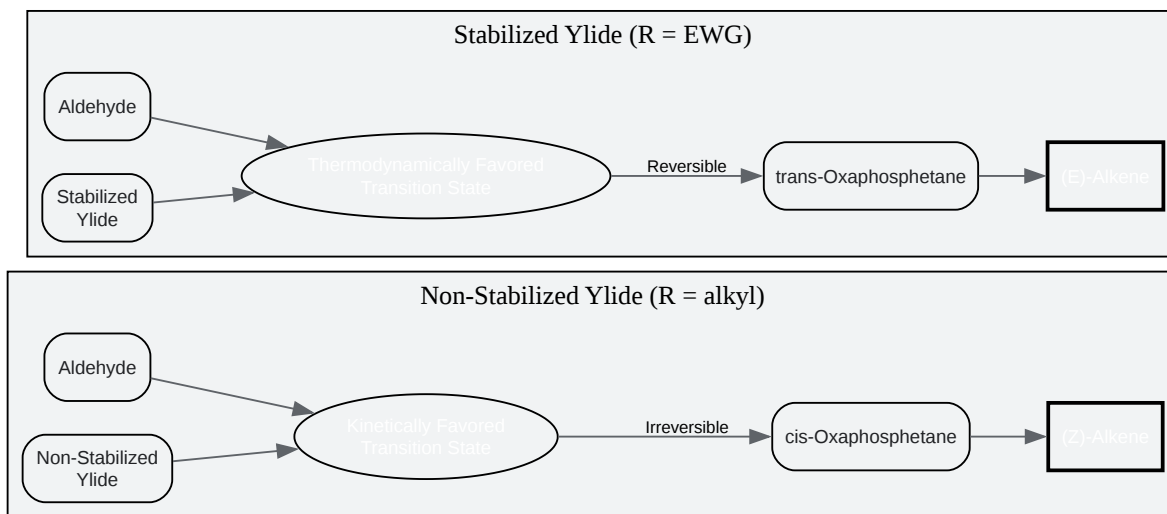 Stabilized Ylide (R = EWG)
Aldehyde
Stabilized
Ylide
Thermodynamically Favored
Transition State
Reversible
trans-Oxaphosphetane
(E)-Alkene
Non-Stabilized Ylide (R = alkyl)
Aldehyde
Non-Stabilized
Ylide
Kinetically Favored
Transition State
Irreversible
cis-Oxaphosphetane
(Z)-Alkene